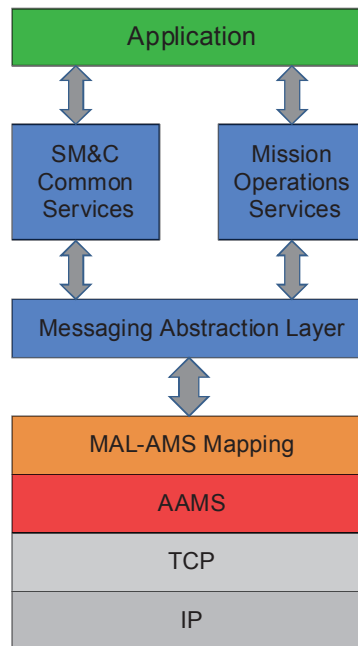 Application
SM&C
Common
Services
Mission
Operations
Services
Messaging Abstraction Layer
MAL-AMS Mapping
AAMS
TCP
IP